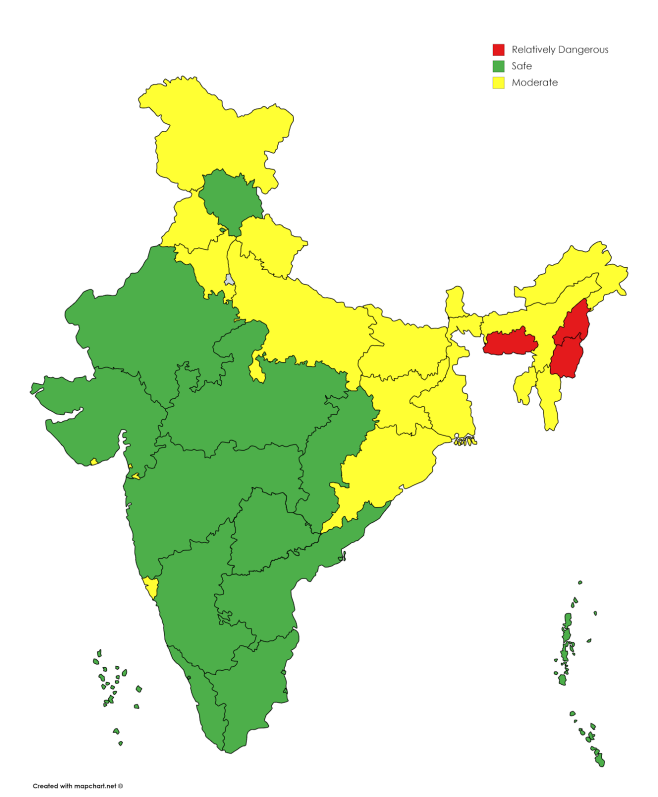 Relatively Dangerous
Safe
Moderate
Created with mapchart.net ©